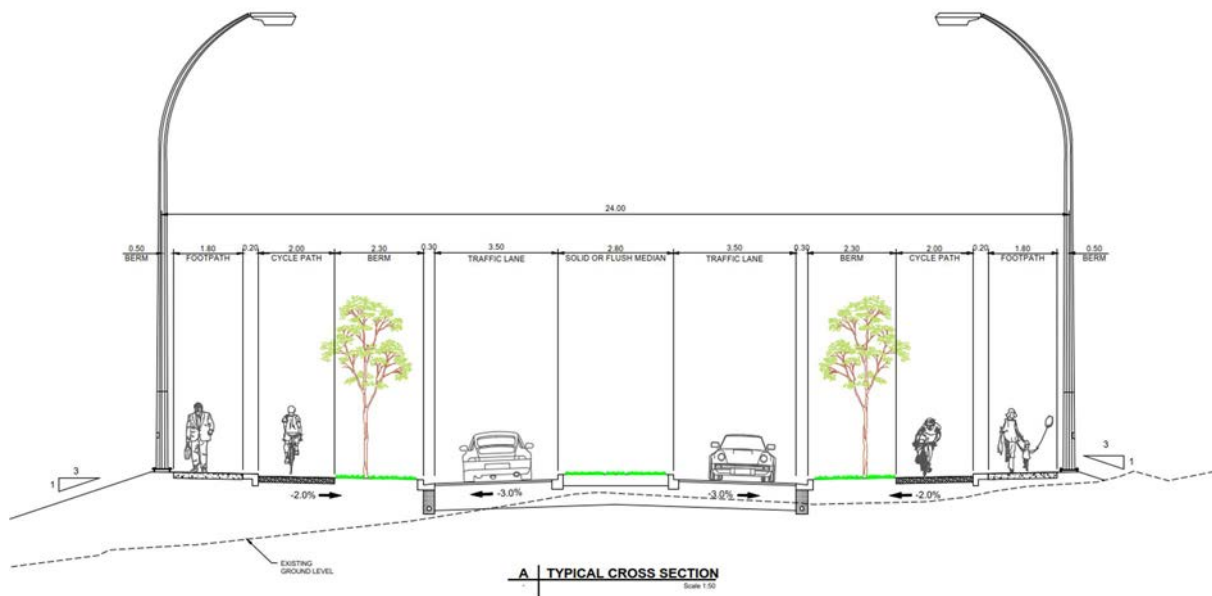 24.00
0.50 1.80 0.20 2.00 2.30 0.30 3.50 2.80 3.50 0.30 2.30 2.00 0.20 1.80 0.50
BERM FOOTPATH CYCLE PATH BERM TRAFFIC LANE SOLID OR FLUSH MEDIAN TRAFFIC LANE BERM CYCLE PATH FOOTPATH BERM
3
1
3
1
-2.0% -3.0% -3.0% -2.0%
EXISTING
GROUND LEVEL
A TYPICAL CROSS SECTION
- Scale 1:50